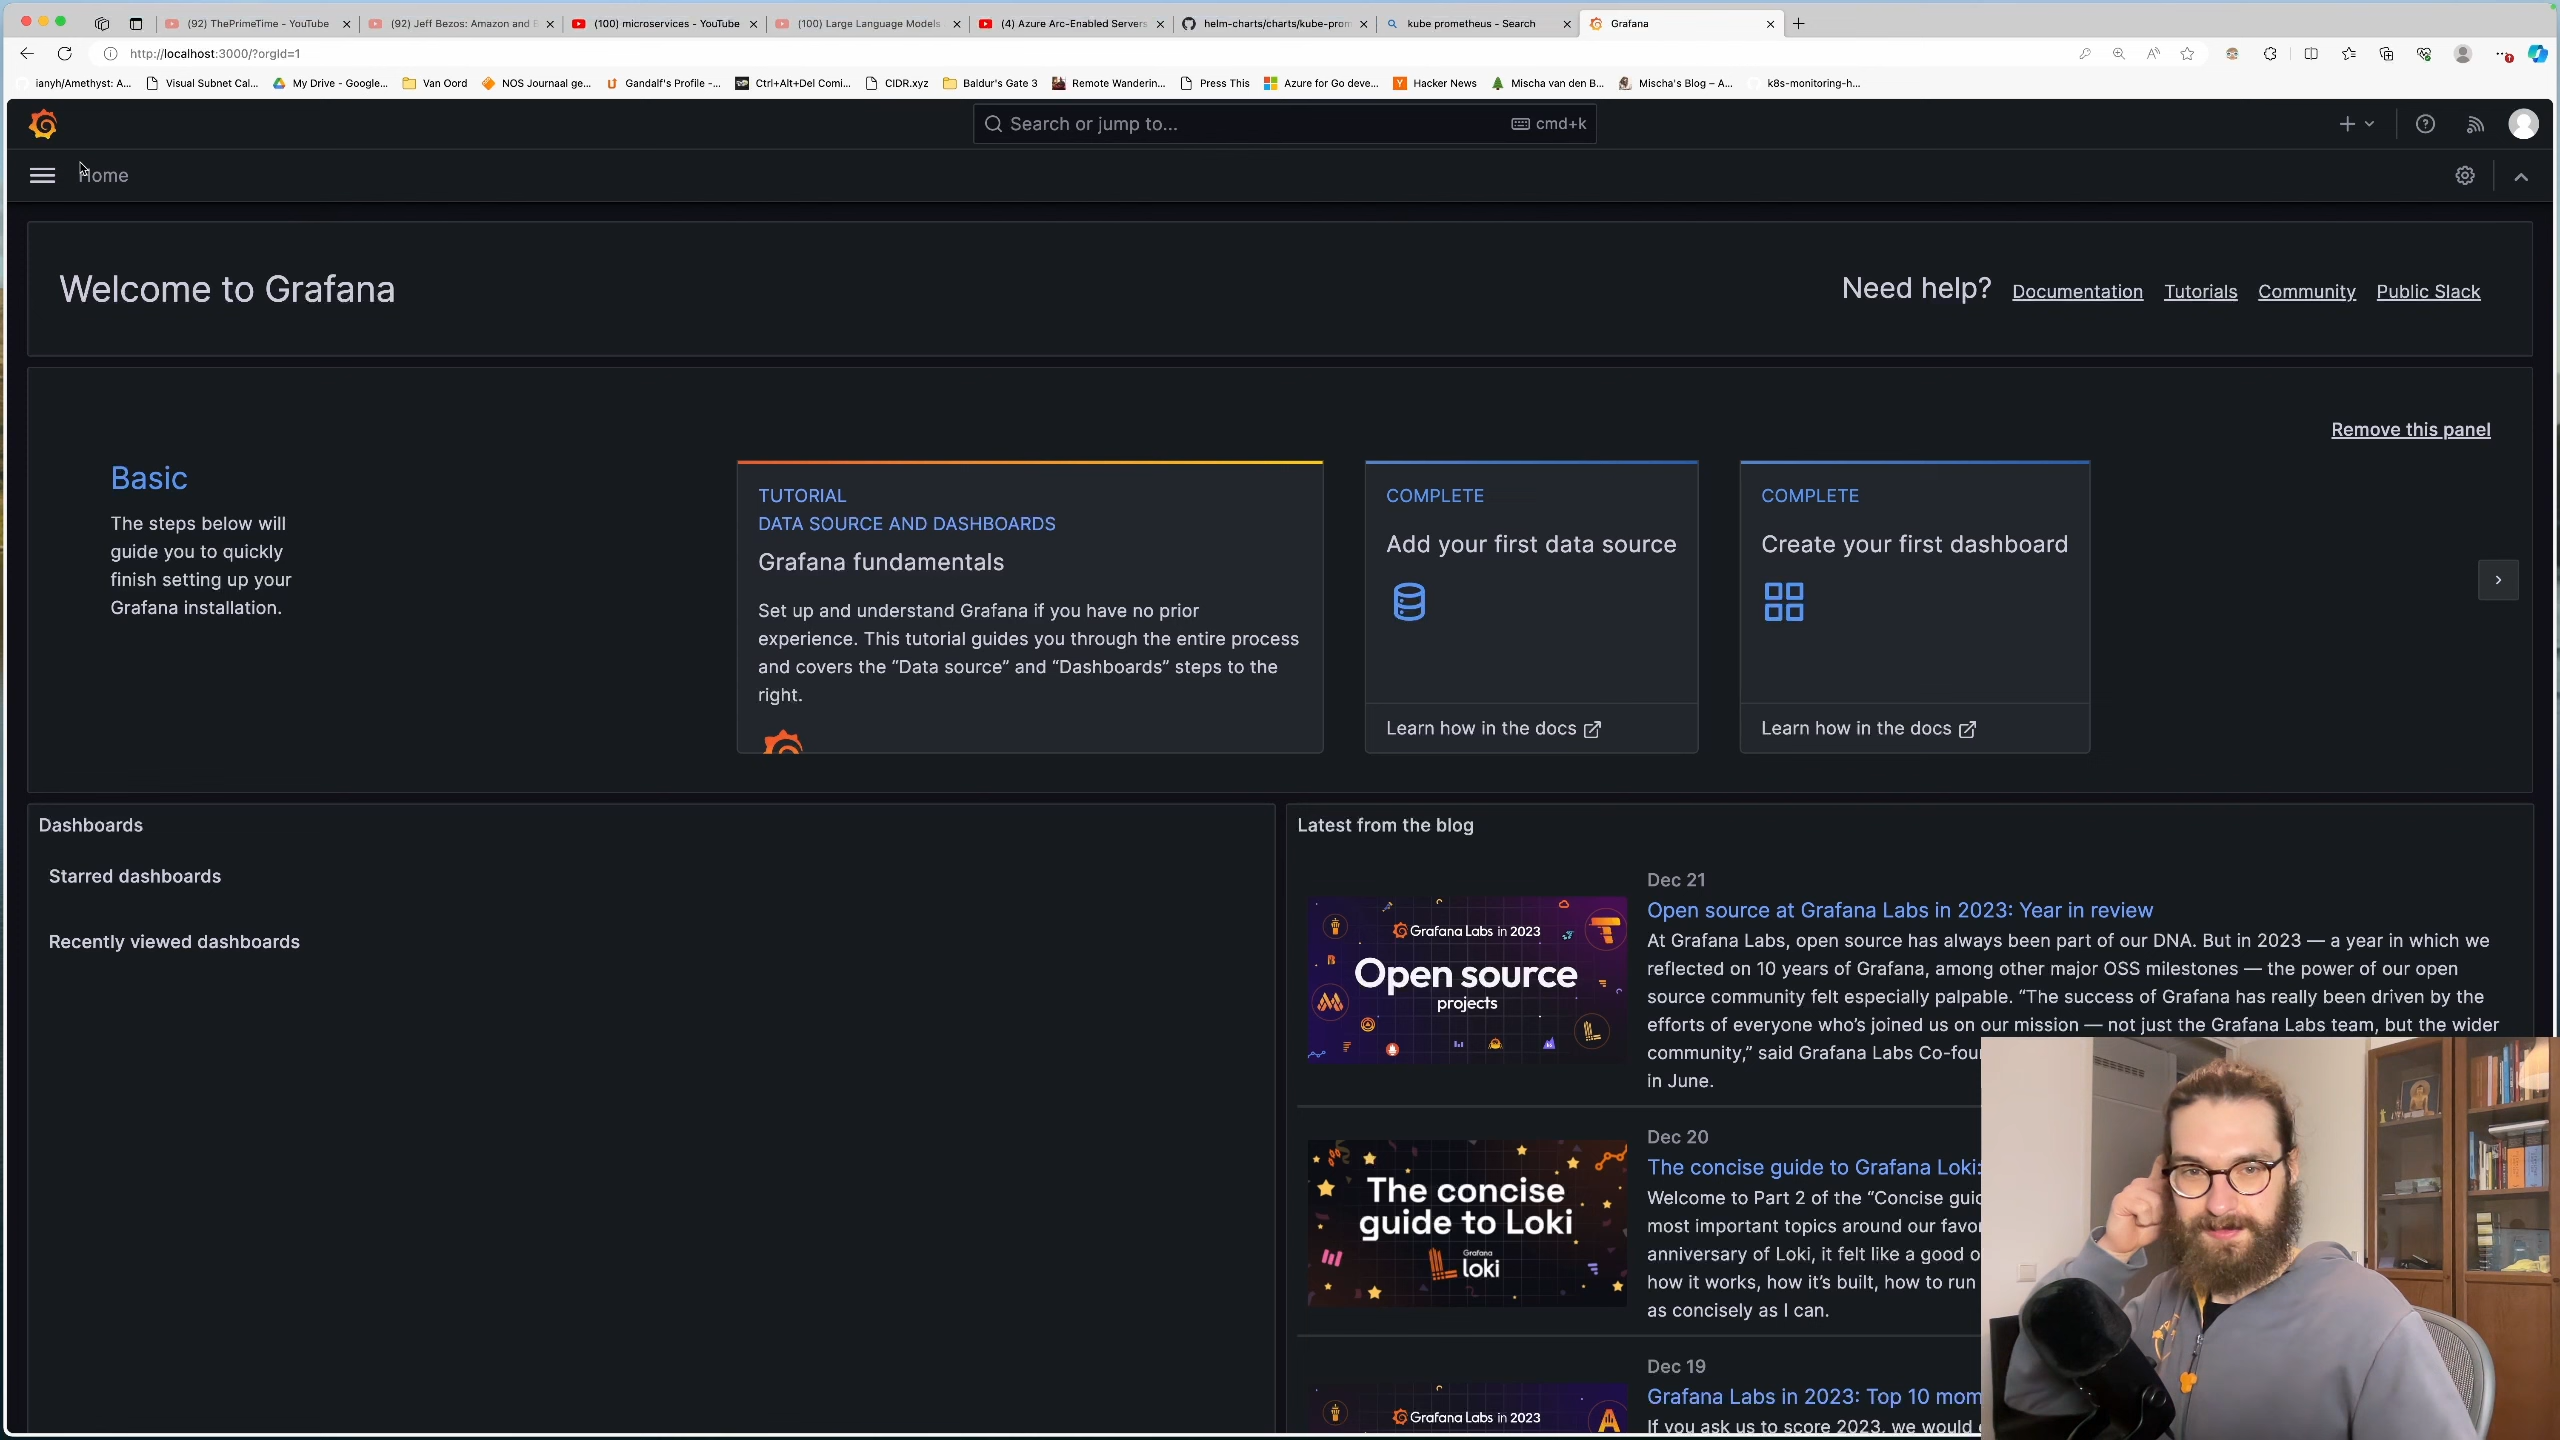 (92) ThePrimeTime - YouTube
(92) Jeff Bezos: Amazon and
(100) microservices - YouTube
(100) Large Language Models
(4) Azure Arc-Enabled Servers
helm-charts/charts/kube-prom
kube prometheus - Search
Grafana
http://localhost:3000/?orgId=1
ianyh/Amethyst: A...
Visual Subnet Cal...
My Drive - Google...
Van Oord
NOS Journaal ge...
Gandalf's Profile -...
Ctrl+Alt+Del Comi...
CIDR.xyz
Baldur's Gate 3
Remote Wanderin...
Press This
Azure for Go deve...
Hacker News
Mischa van den B...
Mischa's Blog – A...
k8s-monitoring-h...
Search or jump to...
cmd+k
Home
Welcome to Grafana
Need help?
Documentation
Tutorials
Community
Public Slack
Remove this panel
Basic
The steps below will
guide you to quickly
finish setting up your
Grafana installation.
TUTORIAL
DATA SOURCE AND DASHBOARDS
Grafana fundamentals
Set up and understand Grafana if you have no prior
experience. This tutorial guides you through the entire process
and covers the “Data source” and “Dashboards” steps to the
right.
COMPLETE
Add your first data source
Learn how in the docs
COMPLETE
Create your first dashboard
Learn how in the docs
Dashboards
Starred dashboards
Recently viewed dashboards
Latest from the blog
Grafana Labs in 2023
Open source
projects
Dec 21
Open source at Grafana Labs in 2023: Year in review
At Grafana Labs, open source has always been part of our DNA. But in 2023 — a year in which we
reflected on 10 years of Grafana, among other major OSS milestones — the power of our open
source community felt especially palpable. “The success of Grafana has really been driven by the
efforts of everyone who’s joined us on our mission — not just the Grafana Labs team, but the wider
community,” said Grafana Labs Co-fou
in June.
The concise
guide to Loki
Grafana
loki
Dec 20
The concise guide to Grafana Loki:
Welcome to Part 2 of the “Concise guid
most important topics around our favo
anniversary of Loki, it felt like a good o
how it works, how it’s built, how to run
as concisely as I can.
Grafana Labs in 2023
Dec 19
Grafana Labs in 2023: Top 10 mom
If you ask us to score 2023, we would